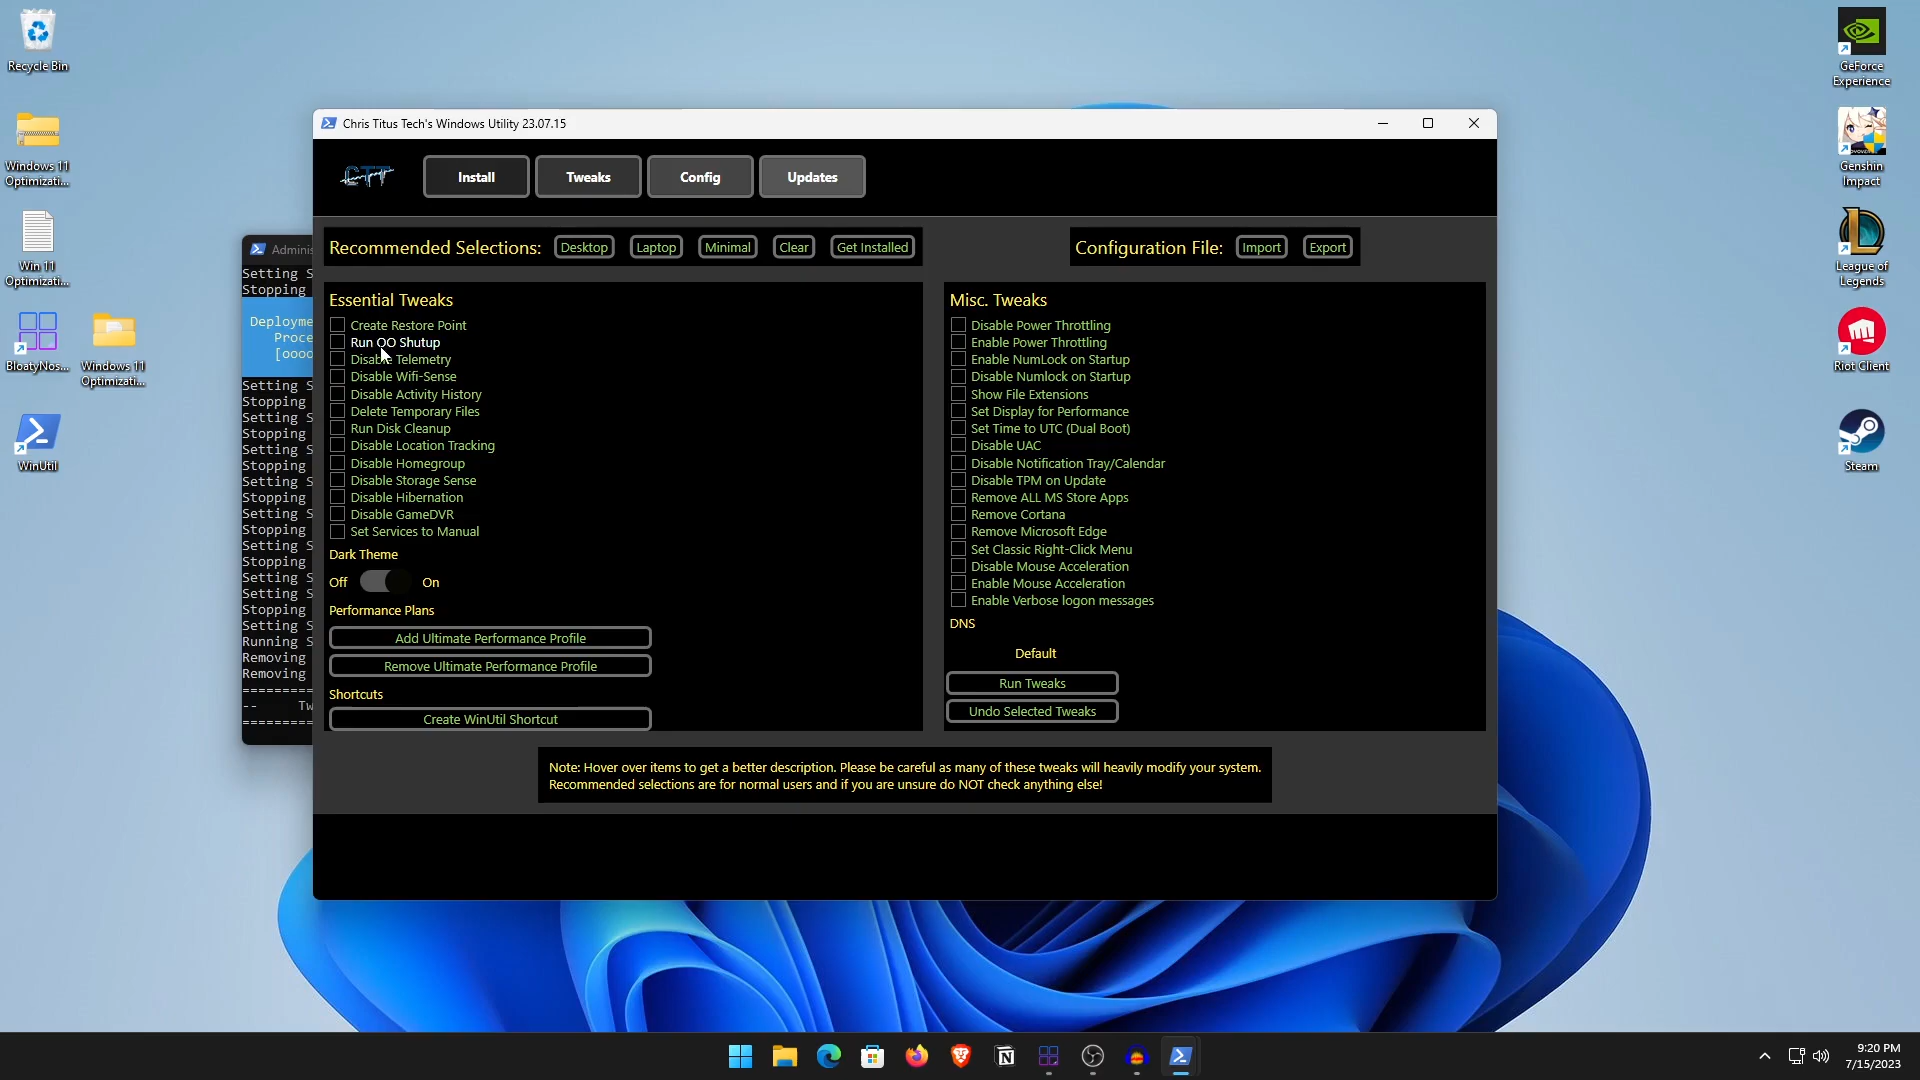 Recycle Bin
Windows 11
Optimizati...
Win 11
Optimizati...
BloatyNos...
Windows 11
Optimizati...
WinUtil
GeForce
Experience
Genshin
Impact
League of
Legends
Riot Client
Steam
Adminis
Setting S
Stopping
Deployme
Proce
[oooo
Setting S
Stopping
Setting S
Stopping
Setting S
Stopping
Setting S
Stopping
Setting S
Stopping
Setting S
Stopping
Setting S
Setting S
Stopping
Setting S
Running S
Removing
Removing
=========
-- Tw
=========
Chris Titus Tech's Windows Utility 23.07.15
CTT
Install
Tweaks
Config
Updates
Recommended Selections:
Desktop
Laptop
Minimal
Clear
Get Installed
Configuration File:
Import
Export
Essential Tweaks
Create Restore Point
Run OO Shutup
Disable Telemetry
Disable Wifi-Sense
Disable Activity History
Delete Temporary Files
Run Disk Cleanup
Disable Location Tracking
Disable Homegroup
Disable Storage Sense
Disable Hibernation
Disable GameDVR
Set Services to Manual
Dark Theme
Off
On
Performance Plans
Add Ultimate Performance Profile
Remove Ultimate Performance Profile
Shortcuts
Create WinUtil Shortcut
Misc. Tweaks
Disable Power Throttling
Enable Power Throttling
Enable NumLock on Startup
Disable Numlock on Startup
Show File Extensions
Set Display for Performance
Set Time to UTC (Dual Boot)
Disable UAC
Disable Notification Tray/Calendar
Disable TPM on Update
Remove ALL MS Store Apps
Remove Cortana
Remove Microsoft Edge
Set Classic Right-Click Menu
Disable Mouse Acceleration
Enable Mouse Acceleration
Enable Verbose logon messages
DNS
Default
Run Tweaks
Undo Selected Tweaks
Note: Hover over items to get a better description. Please be careful as many of these tweaks will heavily modify your system.
Recommended selections are for normal users and if you are unsure do NOT check anything else!
9:20 PM
7/15/2023